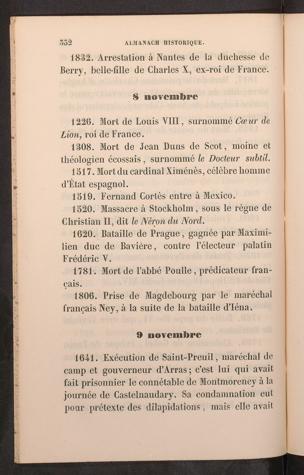 352 ALMANACH HISTORIQUE.
1832. Arrestation à Nantes de la duchesse de
Berry, belle-fille de Charles X, ex-roi de France.
8 novembre
1226. Mort de Louis VIII, surnommé Cœur de
Lion, roi de France.
1308. Mort de Jean Duns de Scot, moine et
théologien écossais, surnommé le Docteur subtil.
1517. Mort du cardinal Ximénès, célèbre homme
d'État espagnol.
1519. Fernand Cortès entre à Mexico.
1520. Massacre à Stockholm, sous le règne de
Christian II, dit le Néron du Nord.
1620. Bataille de Prague, gagnée par Maximi-
lien duc de Bavière, contre l'électeur palatin
Frédéric V.
1781. Mort de l'abbé Poulle, prédicateur fran-
çais.
1806. Prise de Magdebourg par le maréchal
français Ney, à la suite de la bataille d'Iéna.
9 novembre
1641. Exécution de Saint-Preuil, maréchal de
camp et gouverneur d'Arras; c'est lui qui avait
fait prisonnier le connétable de Montmorency à la
journée de Castelnaudary. Sa condamnation eut
pour prétexte des dilapidations, mais elle avait